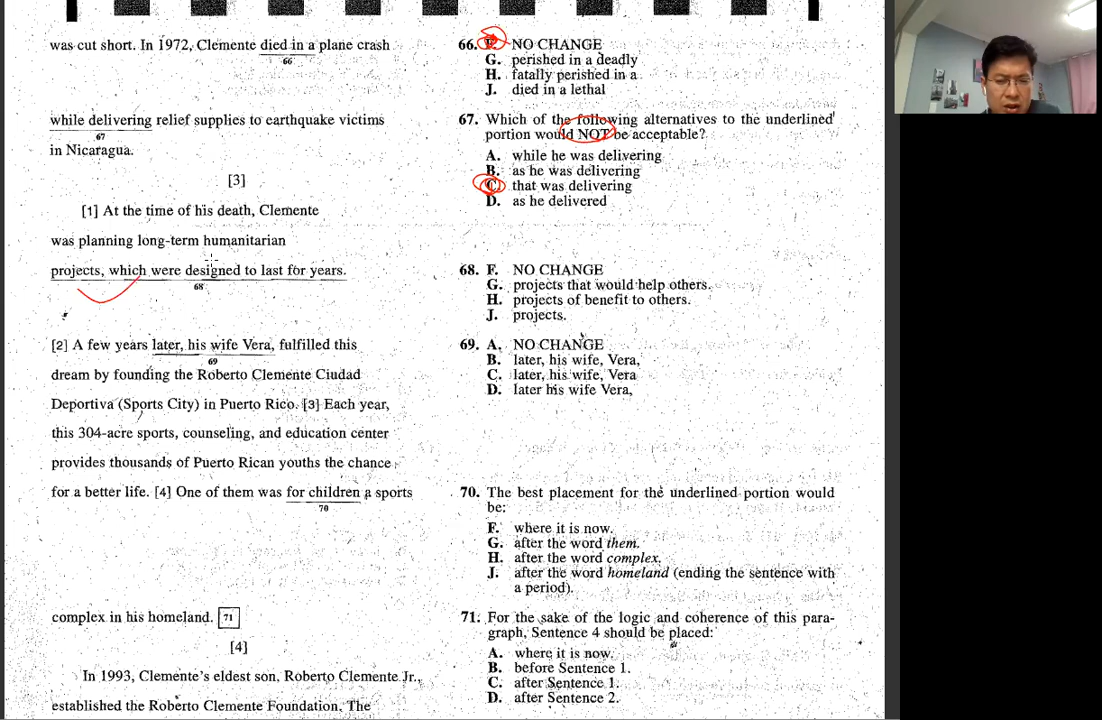 was cut short. In 1972, Clemente died in a plane crash
66
while delivering relief supplies to earthquake victims
67
in Nicaragua.
[3]
[1] At the time of his death, Clemente
was planning long-term humanitarian
projects, which were designed to last for years.
68
[2] A few years later, his wife Vera, fulfilled this
69
dream by founding the Roberto Clemente Ciudad
Deportiva (Sports City) in Puerto Rico. [3] Each year,
this 304-acre sports, counseling, and education center
provides thousands of Puerto Rican youths the chance
for a better life. [4] One of them was for children a sports
70
complex in his homeland. 71
[4]
In 1993, Clemente's eldest son, Roberto Clemente Jr.,
established the Roberto Clemente Foundation. The
66. F. NO CHANGE
G. perished in a deadly
H. fatally perished in a
J. died in a lethal
67. Which of the following alternatives to the underlined
portion would NOT be acceptable?
A. while he was delivering
B. as he was delivering
C. that was delivering
D. as he delivered
68. F. NO CHANGE
G. projects that would help others.
H. projects of benefit to others.
J. projects.
69. A. NO CHANGE
B. later, his wife, Vera,
C. later, his wife, Vera
D. later his wife Vera,
70. The best placement for the underlined portion would
be:
F. where it is now.
G. after the word them.
H. after the word complex.
J. after the word homeland (ending the sentence with
a period).
71. For the sake of the logic and coherence of this para-
graph, Sentence 4 should be placed:
A. where it is now.
B. before Sentence 1.
C. after Sentence 1.
D. after Sentence 2.